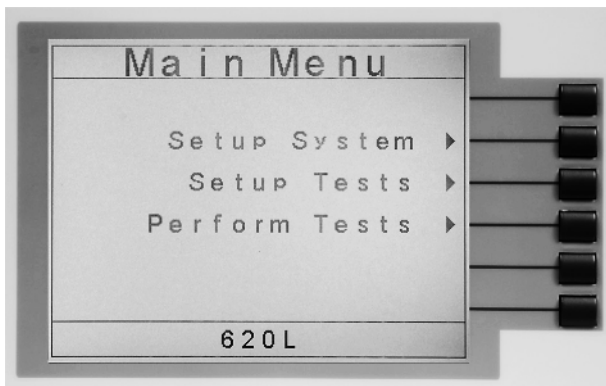 Main Menu
Setup System
Setup Tests
Perform Tests
620L